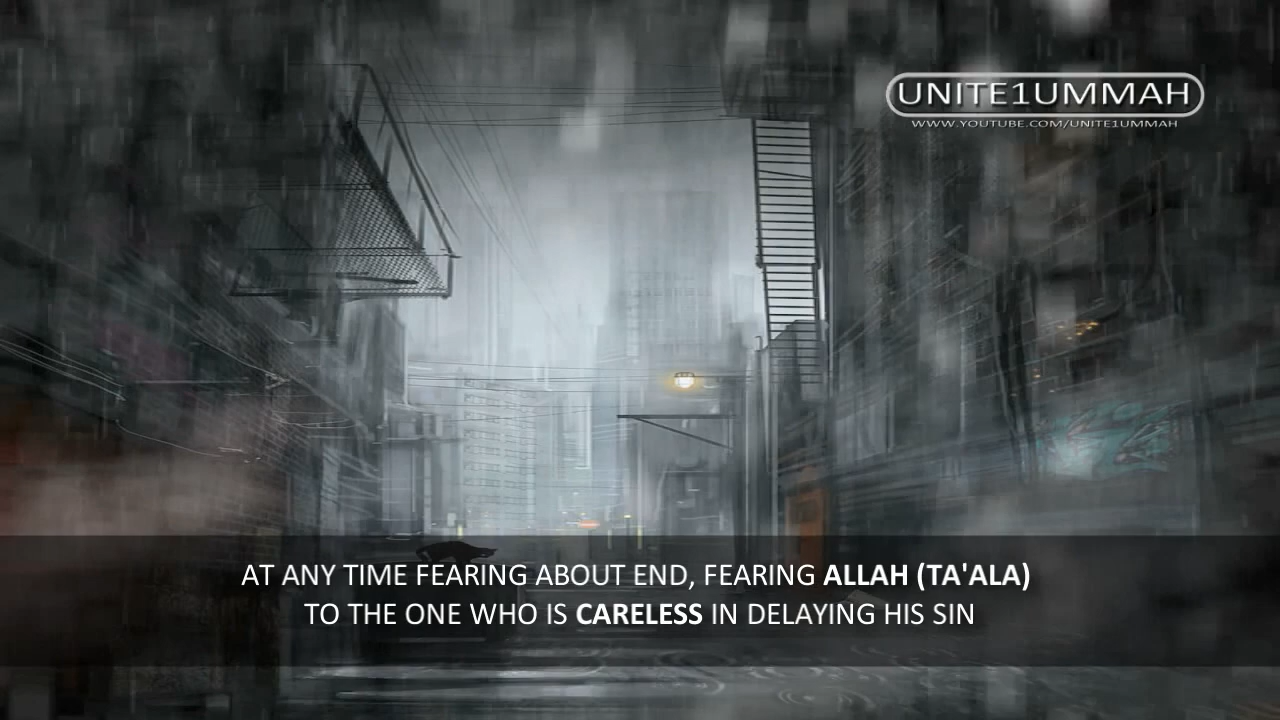 UNITE1UMMAH
WWW.YOUTUBE.COM/UNITE1UMMAH
AT ANY TIME FEARING ABOUT END, FEARING ALLAH (TA'ALA)
TO THE ONE WHO IS CARELESS IN DELAYING HIS SIN